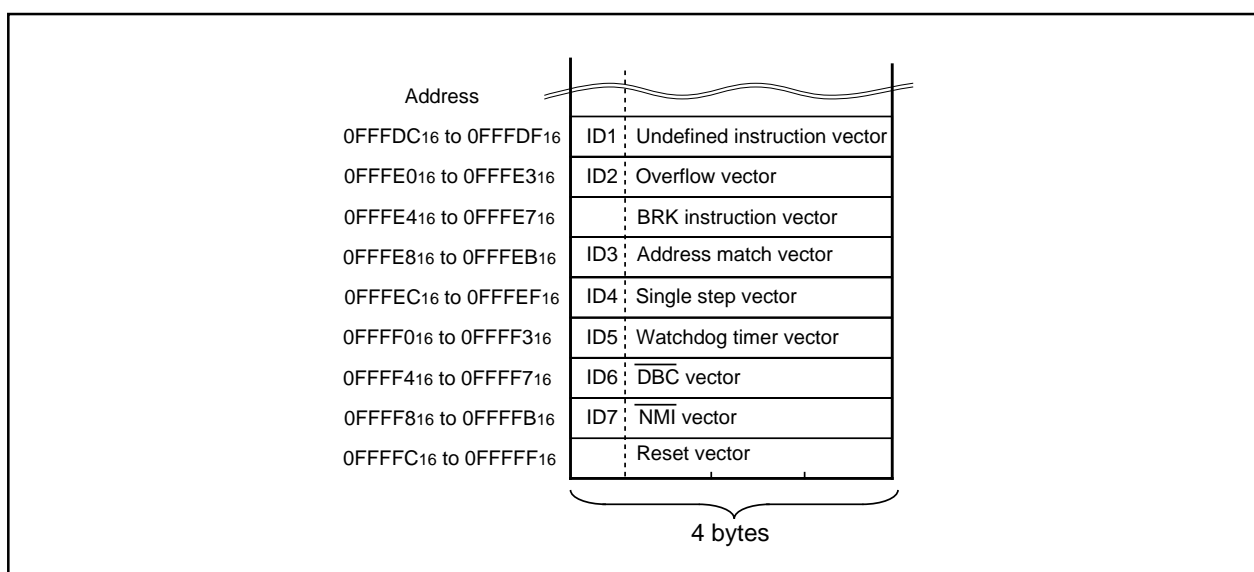 Address
0FFFDC16 to 0FFFDF16 ID1 Undefined instruction vector
0FFFE016 to 0FFFE316 ID2 Overflow vector
0FFFE416 to 0FFFE716 BRK instruction vector
0FFFE816 to 0FFFEB16 ID3 Address match vector
0FFFEC16 to 0FFFEF16 ID4 Single step vector
0FFFF016 to 0FFFF316 ID5 Watchdog timer vector
0FFFF416 to 0FFFF716 ID6 DBC vector
0FFFF816 to 0FFFFB16 ID7 NMI vector
0FFFFC16 to 0FFFFF16 Reset vector
4 bytes